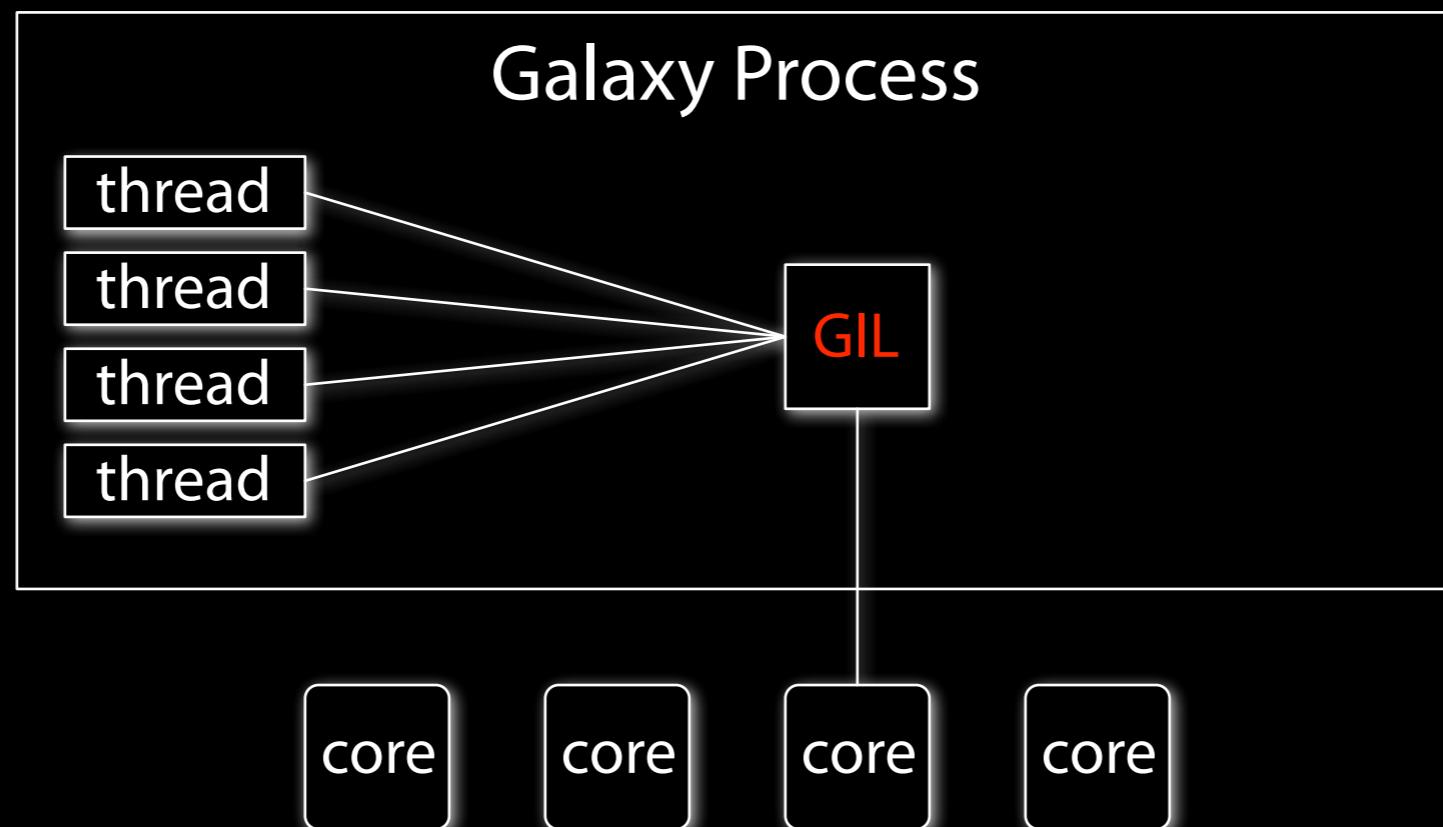 Galaxy Process
thread
thread
GIL
thread
thread
core core core core